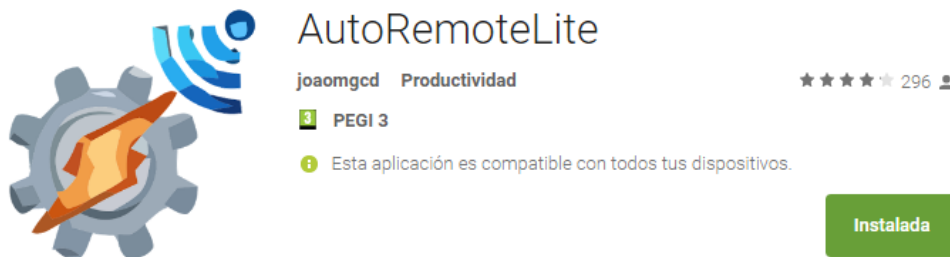 AutoRemoteLite
joaomgcd Productividad 296
3 PEGI 3
Esta aplicación es compatible con todos tus dispositivos.
Instalada